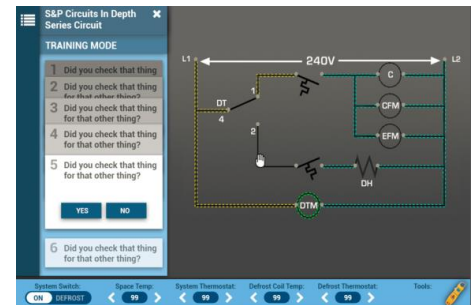 S&P Circuits In Depth
Series Circuit
TRAINING MODE
1 Did you check that thing
2 Did you check that thing
for that other thing?
3 Did you check that thing
for that other thing?
4 Did you check that thing
for that other thing?
5 Did you check that thing
for that other thing?
YES NO
6 Did you check that thing
for that other thing?
L1 240V L2
C
1
DT
4
CFM
2
EFM
DH
DTM
System Switch: Space Temp: System Thermostat: Defrost Coil Temp: Defrost Thermostat: Tools:
ON DEFROST 99 99 99 99